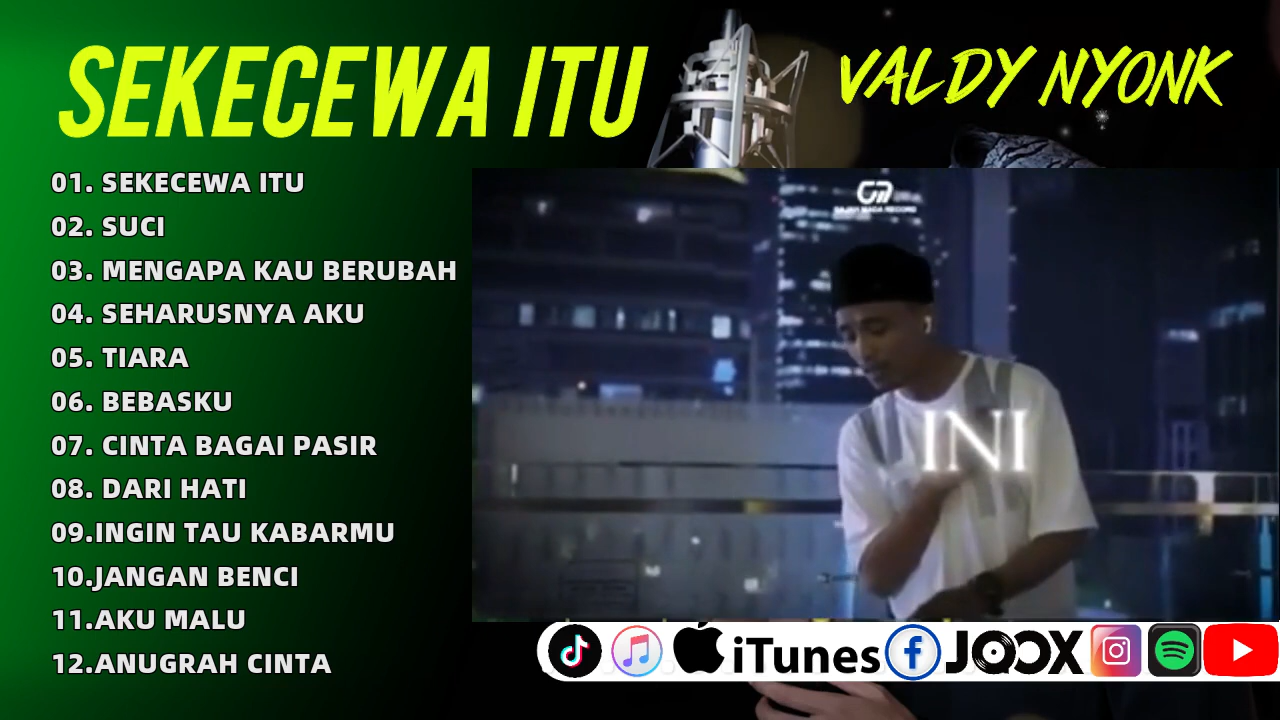 SEKECEWA ITU
VALDY NYONK
01. SEKECEWA ITU
02. SUCI
03. MENGAPA KAU BERUBAH
04. SEHARUSNYA AKU
05. TIARA
06. BEBASKU
07. CINTA BAGAI PASIR
08. DARI HATI
09.INGIN TAU KABARMU
10.JANGAN BENCI
11.AKU MALU
12.ANUGRAH CINTA
INI
iTunes
JOOX